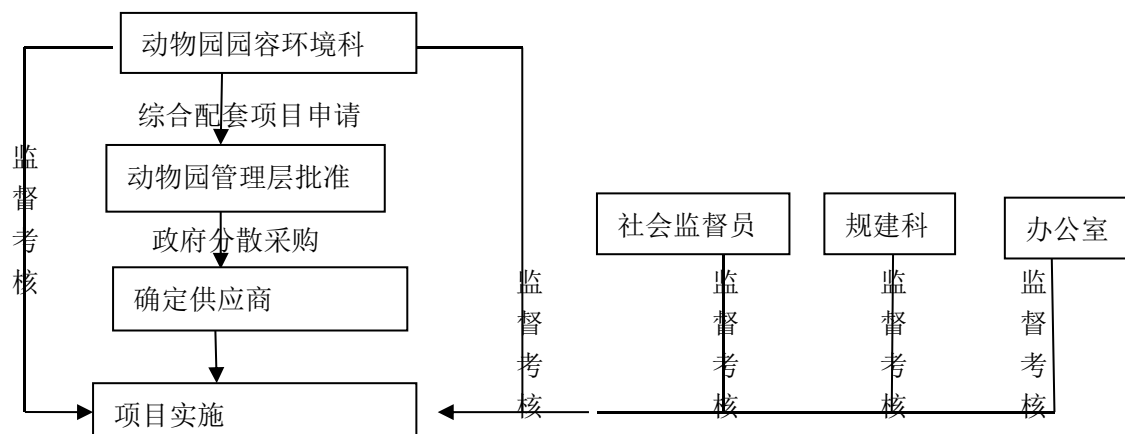 动物园园容环境科
综合配套项目申请
动物园管理层批准
政府分散采购
确定供应商
项目实施
监督考核
监督考核
社会监督员
监督考核
规建科
监督考核
办公室
监督考核